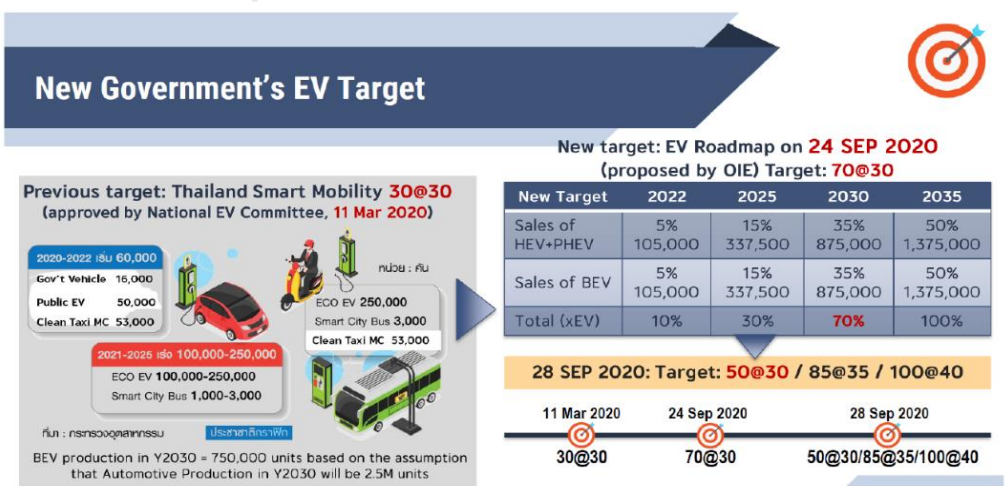 New Government's EV Target
Previous target: Thailand Smart Mobility 30@30
(approved by National EV Committee, 11 Mar 2020)
2020-2022 เริ่ม 60,000
Gov't Vehicle 16,000
Public EV 50,000
Clean Taxi MC 53,000
หน่วย : คัน
ECO EV 250,000
Smart City Bus 3,000
Clean Taxi MC 53,000
2021-2025 เร่ง 100,000-250,000
ECO EV 100,000-250,000
Smart City Bus 1,000-3,000
ที่มา : กระทรวงอุตสาหกรรม
ประชาชาติกราฟิก
BEV production in Y2030 = 750,000 units based on the assumption
that Automotive Production in Y2030 will be 2.5M units
New target: EV Roadmap on 24 SEP 2020
(proposed by OIE) Target: 70@30
New Target 2022 2025 2030 2035
Sales of HEV+PHEV 5% 105,000 15% 337,500 35% 875,000 50% 1,375,000
Sales of BEV 5% 105,000 15% 337,500 35% 875,000 50% 1,375,000
Total (xEV) 10% 30% 70% 100%
28 SEP 2020: Target: 50@30 / 85@35 / 100@40
11 Mar 2020 24 Sep 2020 28 Sep 2020
30@30 70@30 50@30/85@35/100@40